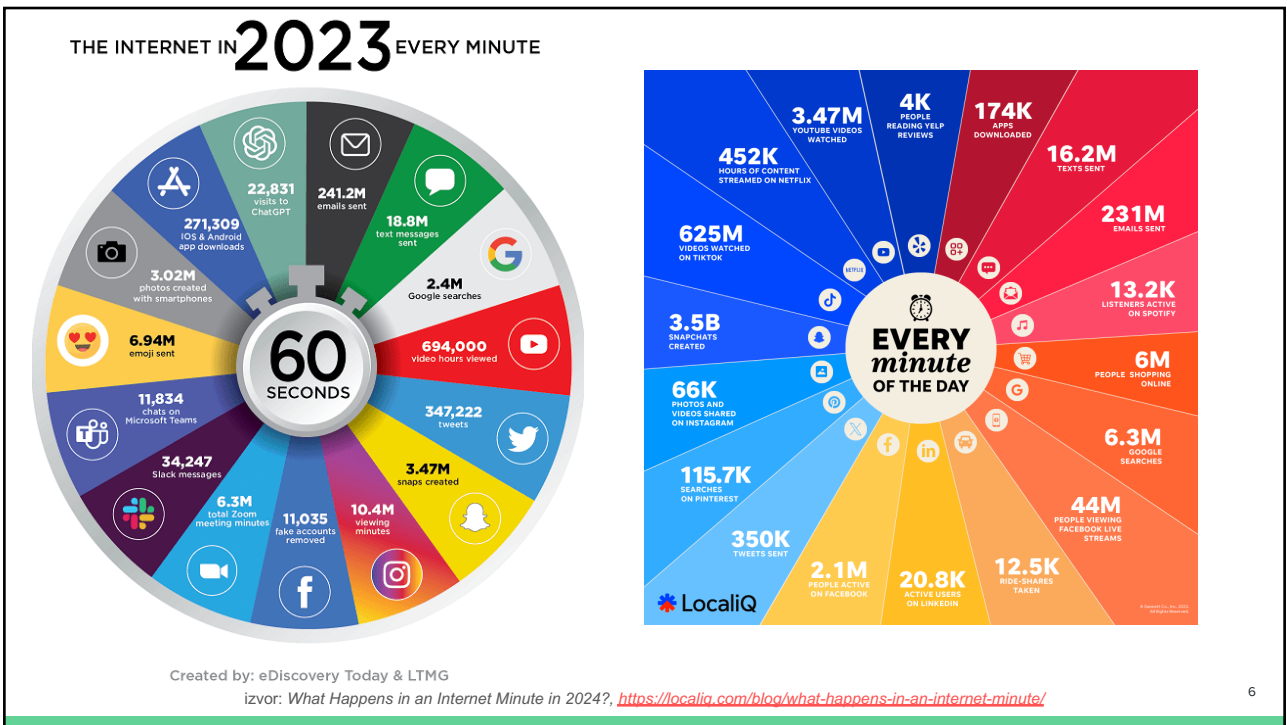 THE INTERNET IN 2023 EVERY MINUTE
22,831
visits to
ChatGPT
241.2M
emails sent
18.8M
text messages
sent
2.4M
Google searches
694,000
video hours viewed
347,222
tweets
3.47M
snaps created
10.4M
viewing
minutes
11,035
fake accounts
removed
6.3M
total Zoom
meeting minutes
34,247
Slack messages
11,834
chats on
Microsoft Teams
6.94M
emoji sent
3.02M
photos created
with smartphones
271,309
iOS & Android
app downloads
60
SECONDS
Created by: eDiscovery Today & LTMG
4K
PEOPLE
READING YELP
REVIEWS
174K
APPS
DOWNLOADED
16.2M
TEXTS SENT
231M
EMAILS SENT
13.2K
LISTENERS ACTIVE
ON SPOTIFY
6M
PEOPLE SHOPPING
ONLINE
6.3M
GOOGLE
SEARCHES
44M
PEOPLE VIEWING
FACEBOOK LIVE
STREAMS
12.5K
RIDE-SHARES
TAKEN
20.8K
ACTIVE USERS
ON LINKEDIN
2.1M
PEOPLE ACTIVE
ON FACEBOOK
350K
TWEETS SENT
115.7K
SEARCHES
ON PINTEREST
66K
PHOTOS AND
VIDEOS SHARED
ON INSTAGRAM
3.5B
SNAPCHATS
CREATED
625M
VIDEOS WATCHED
ON TIKTOK
452K
HOURS OF CONTENT
STREAMED ON NETFLIX
3.47M
YOUTUBE VIDEOS
WATCHED
NETFLIX
EVERY
minute
OF THE DAY
LocaliQ
All Rights Reserved
izvor: What Happens in an Internet Minute in 2024?, https://localiq.com/blog/what-happens-in-an-internet-minute/
6